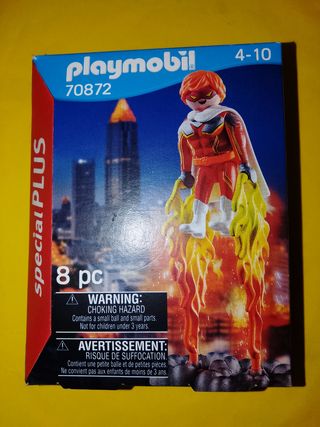 playmobil
4-10
70872
specialPLUS
8 pc
WARNING:
CHOKING HAZARD
Contains a small ball and small parts.
Not for children under 3 years.
AVERTISSEMENT:
RISQUE DE SUFFOCATION.
Contient une petite balle et de petites pièces.
Ne convient pas aux enfants de moins de 3 ans.